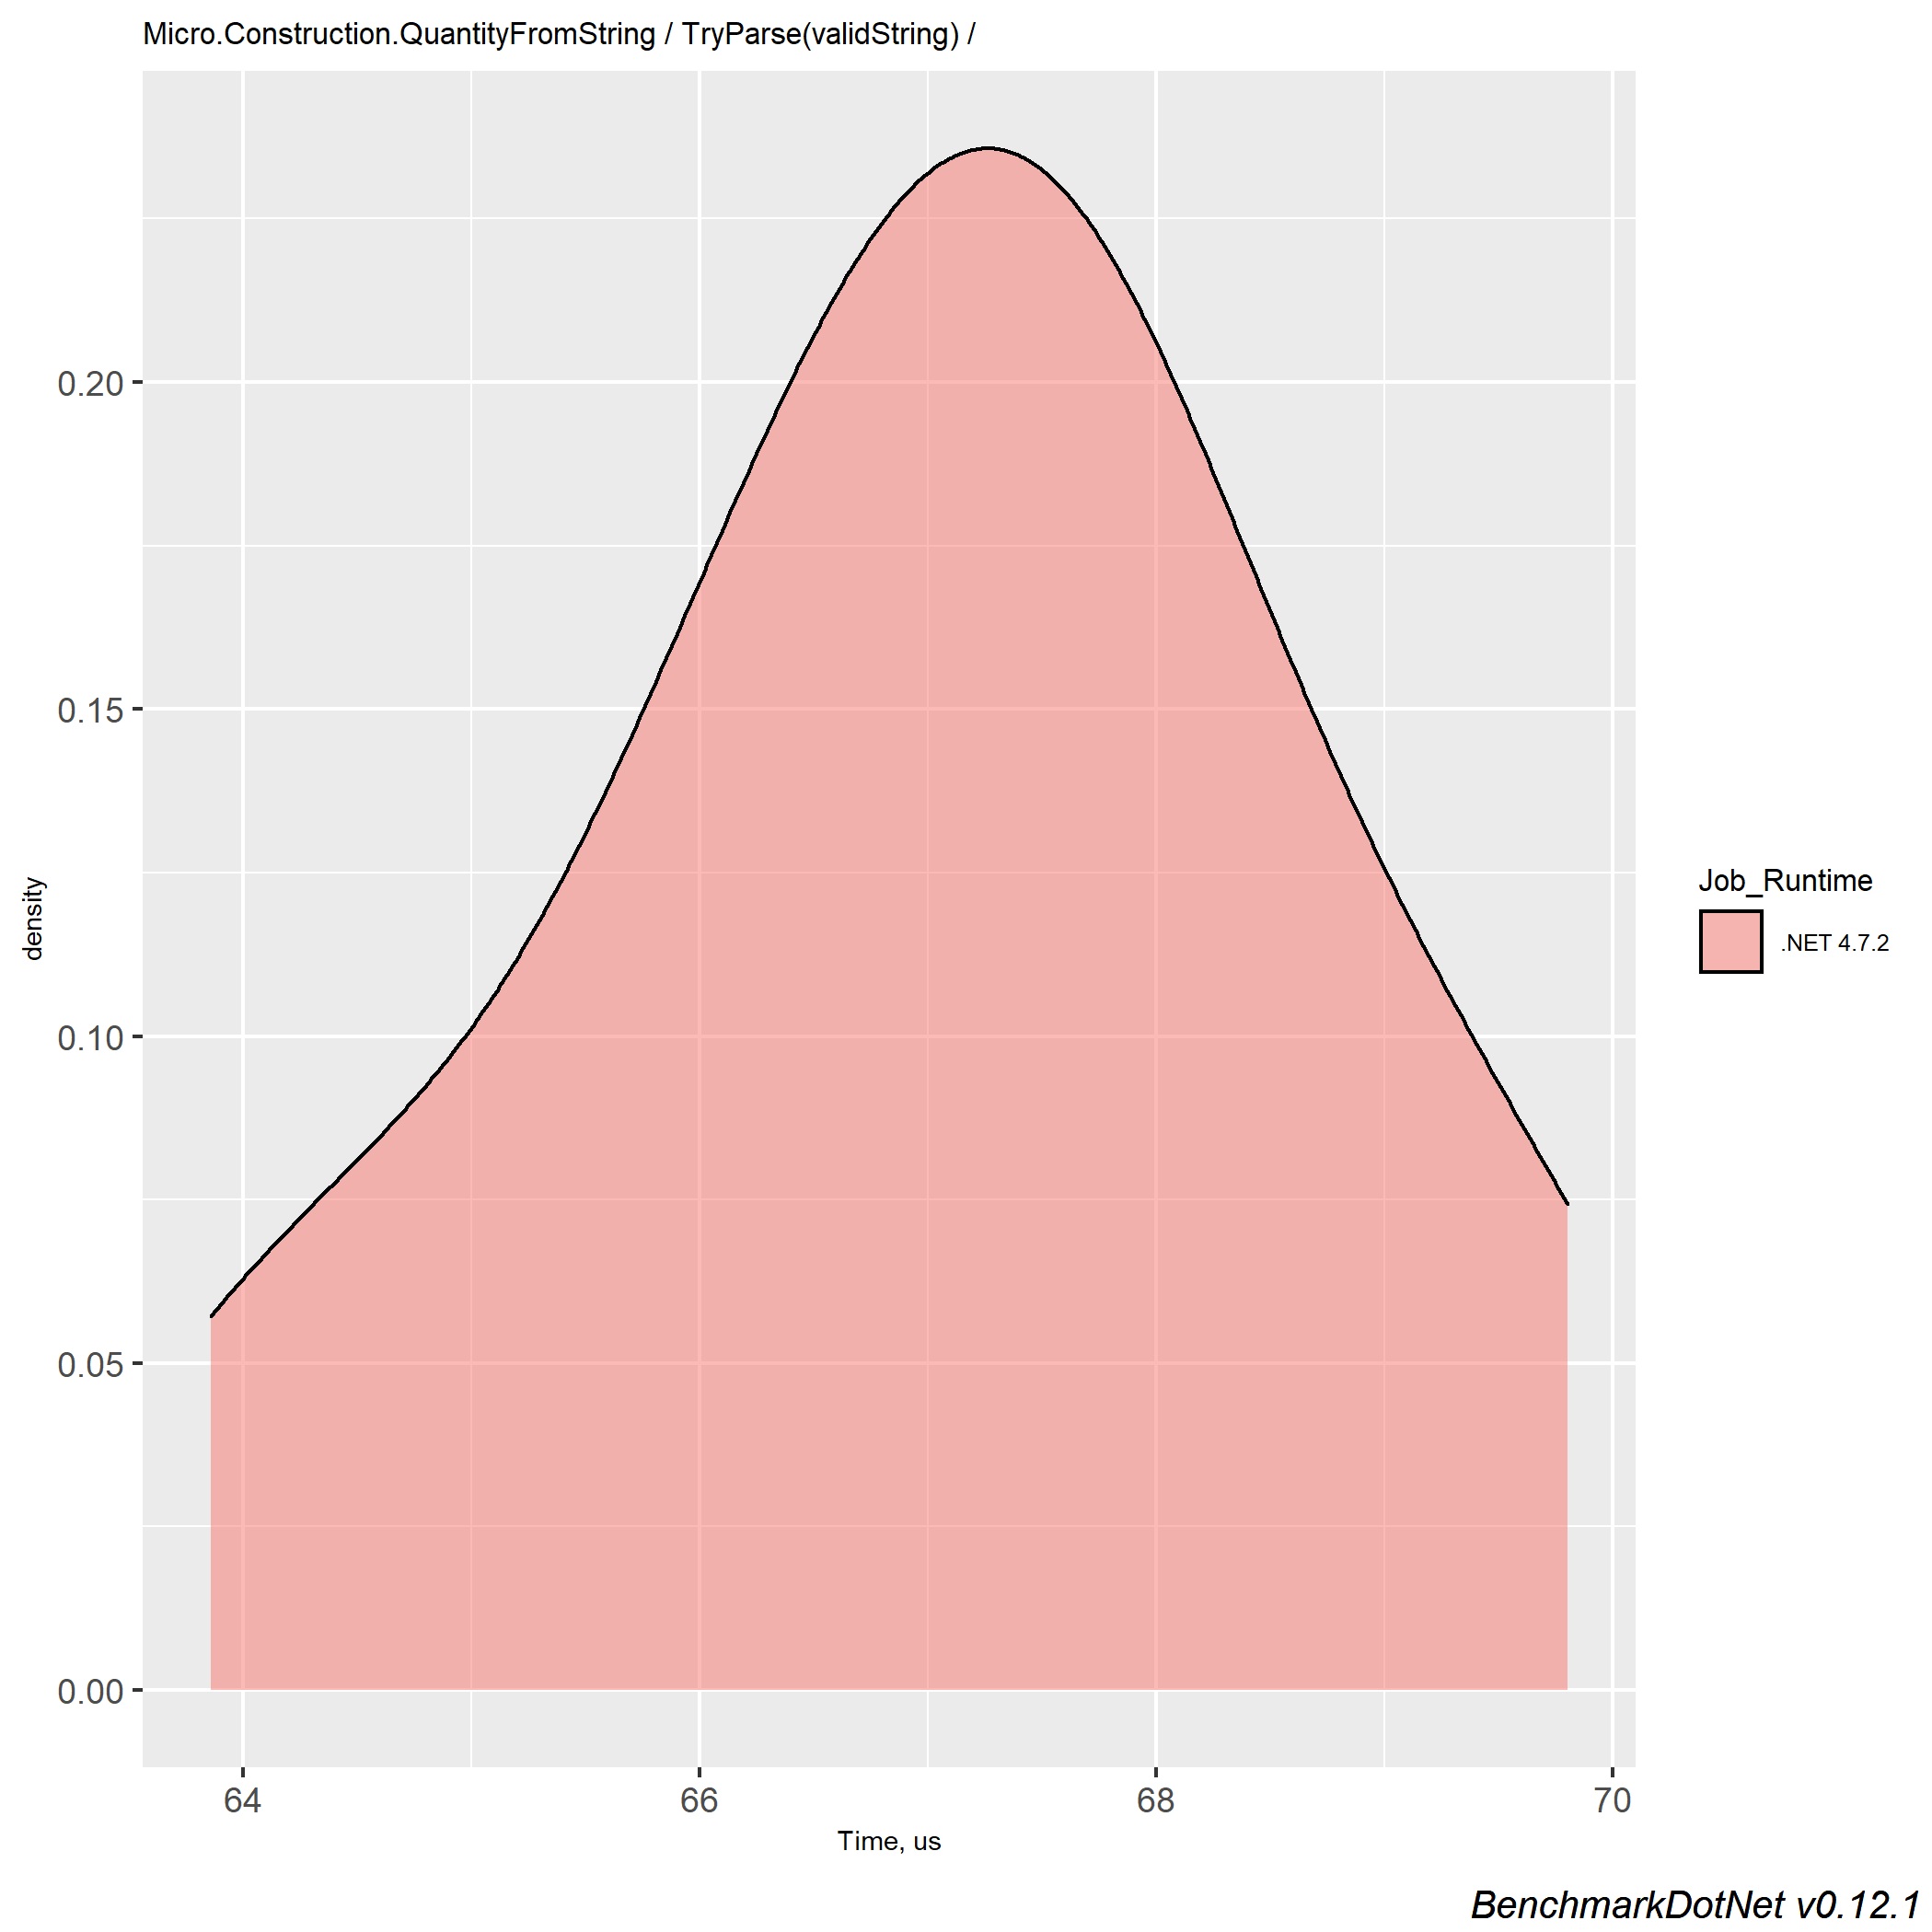 Micro.Construction.QuantityFromString / TryParse(validString) /
0.20
0.15
0.10
0.05
0.00
density
64 66 68 70
Time, us
Job_Runtime
.NET 4.7.2
BenchmarkDotNet v0.12.1